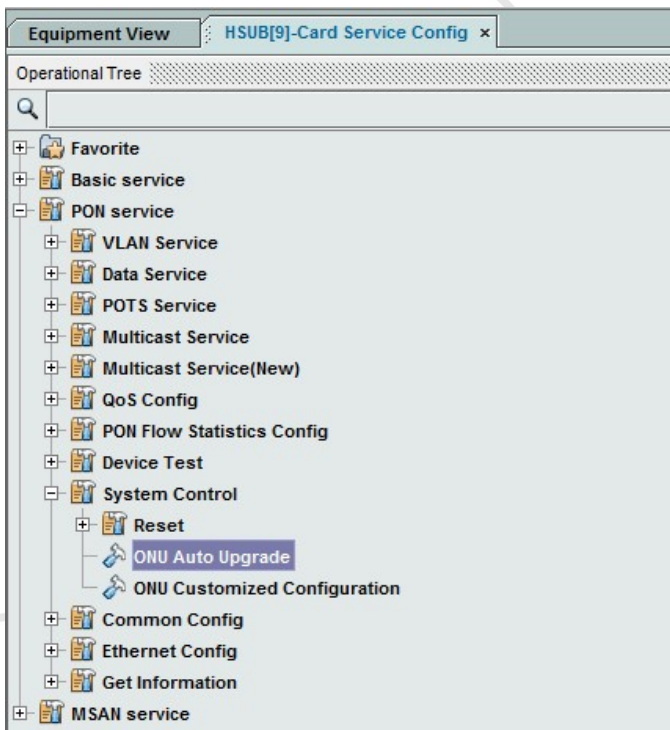 Equipment View HSUB[9]-Card Service Config ×
Operational Tree
Favorite
Basic service
PON service
VLAN Service
Data Service
POTS Service
Multicast Service
Multicast Service(New)
QoS Config
PON Flow Statistics Config
Device Test
System Control
Reset
ONU Auto Upgrade
ONU Customized Configuration
Common Config
Ethernet Config
Get Information
MSAN service